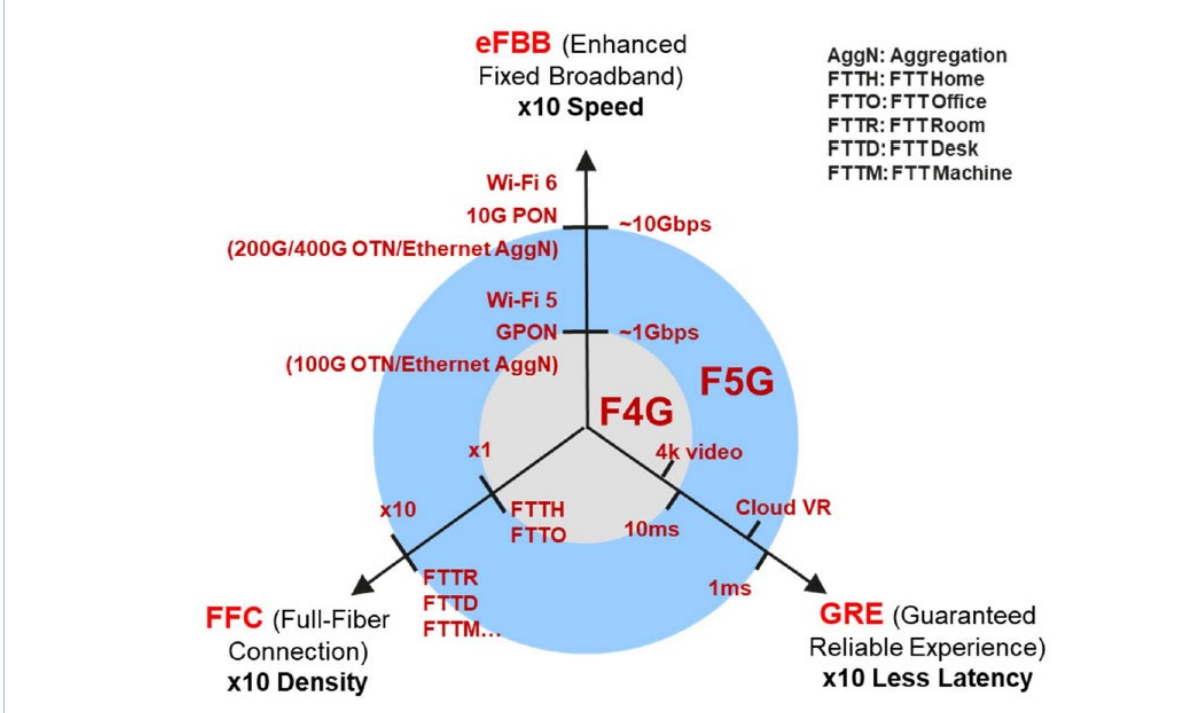 eFBB (Enhanced
Fixed Broadband)
x10 Speed
AggN: Aggregation
FTTH: FTTHome
FTTO: FTTOffice
FTTR: FTTRoom
FTTD: FTTDesk
FTTM: FTTMachine
Wi-Fi 6
10G PON
~10Gbps
(200G/400G OTN/Ethernet AggN)
Wi-Fi 5
GPON
~1Gbps
(100G OTN/Ethernet AggN)
F5G
F4G
x1
4k video
x10
FTTH
FTTO
10ms
Cloud VR
FTTR
FTTD
FTTM...
1ms
FFC (Full-Fiber
Connection)
x10 Density
GRE (Guaranteed
Reliable Experience)
x10 Less Latency